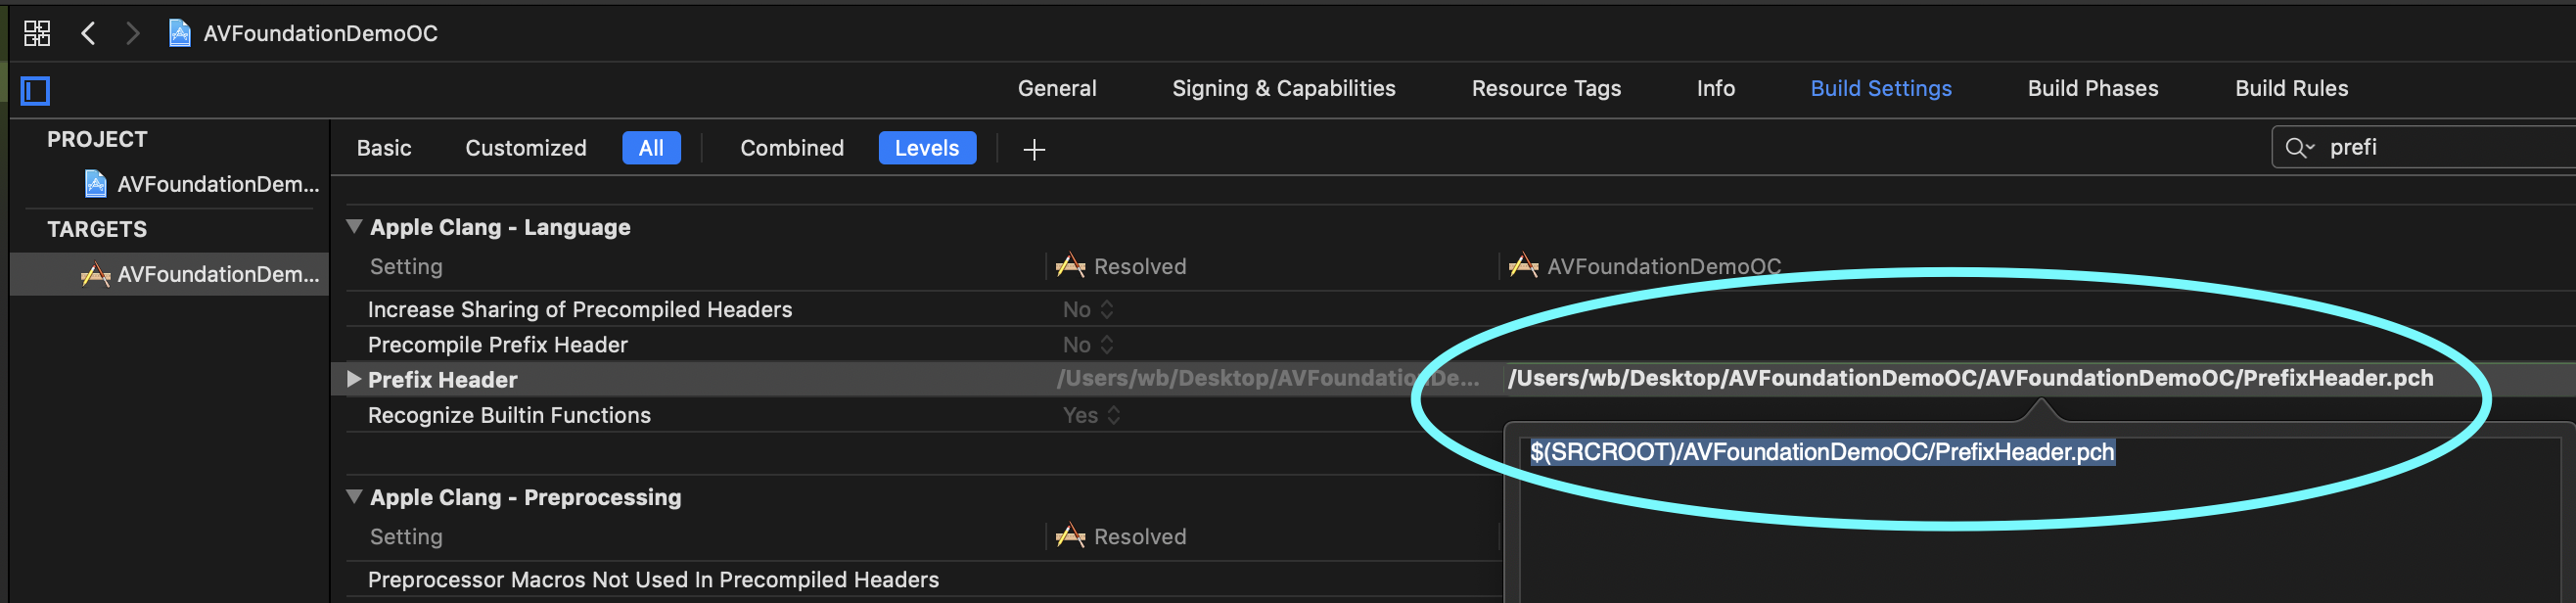 AVFoundationDemoOC
General Signing & Capabilities Resource Tags Info Build Settings Build Phases Build Rules
PROJECT
AVFoundationDem...
TARGETS
AVFoundationDem...
Basic Customized All Combined Levels + prefi
Apple Clang - Language
Setting Resolved AVFoundationDemoOC
Increase Sharing of Precompiled Headers No
Precompile Prefix Header No
Prefix Header /Users/wb/Desktop/AVFoundationDe... /Users/wb/Desktop/AVFoundationDemoOC/AVFoundationDemoOC/PrefixHeader.pch
Recognize Builtin Functions Yes
$(SRCROOT)/AVFoundationDemoOC/PrefixHeader.pch
Apple Clang - Preprocessing
Setting Resolved
Preprocessor Macros Not Used In Precompiled Headers